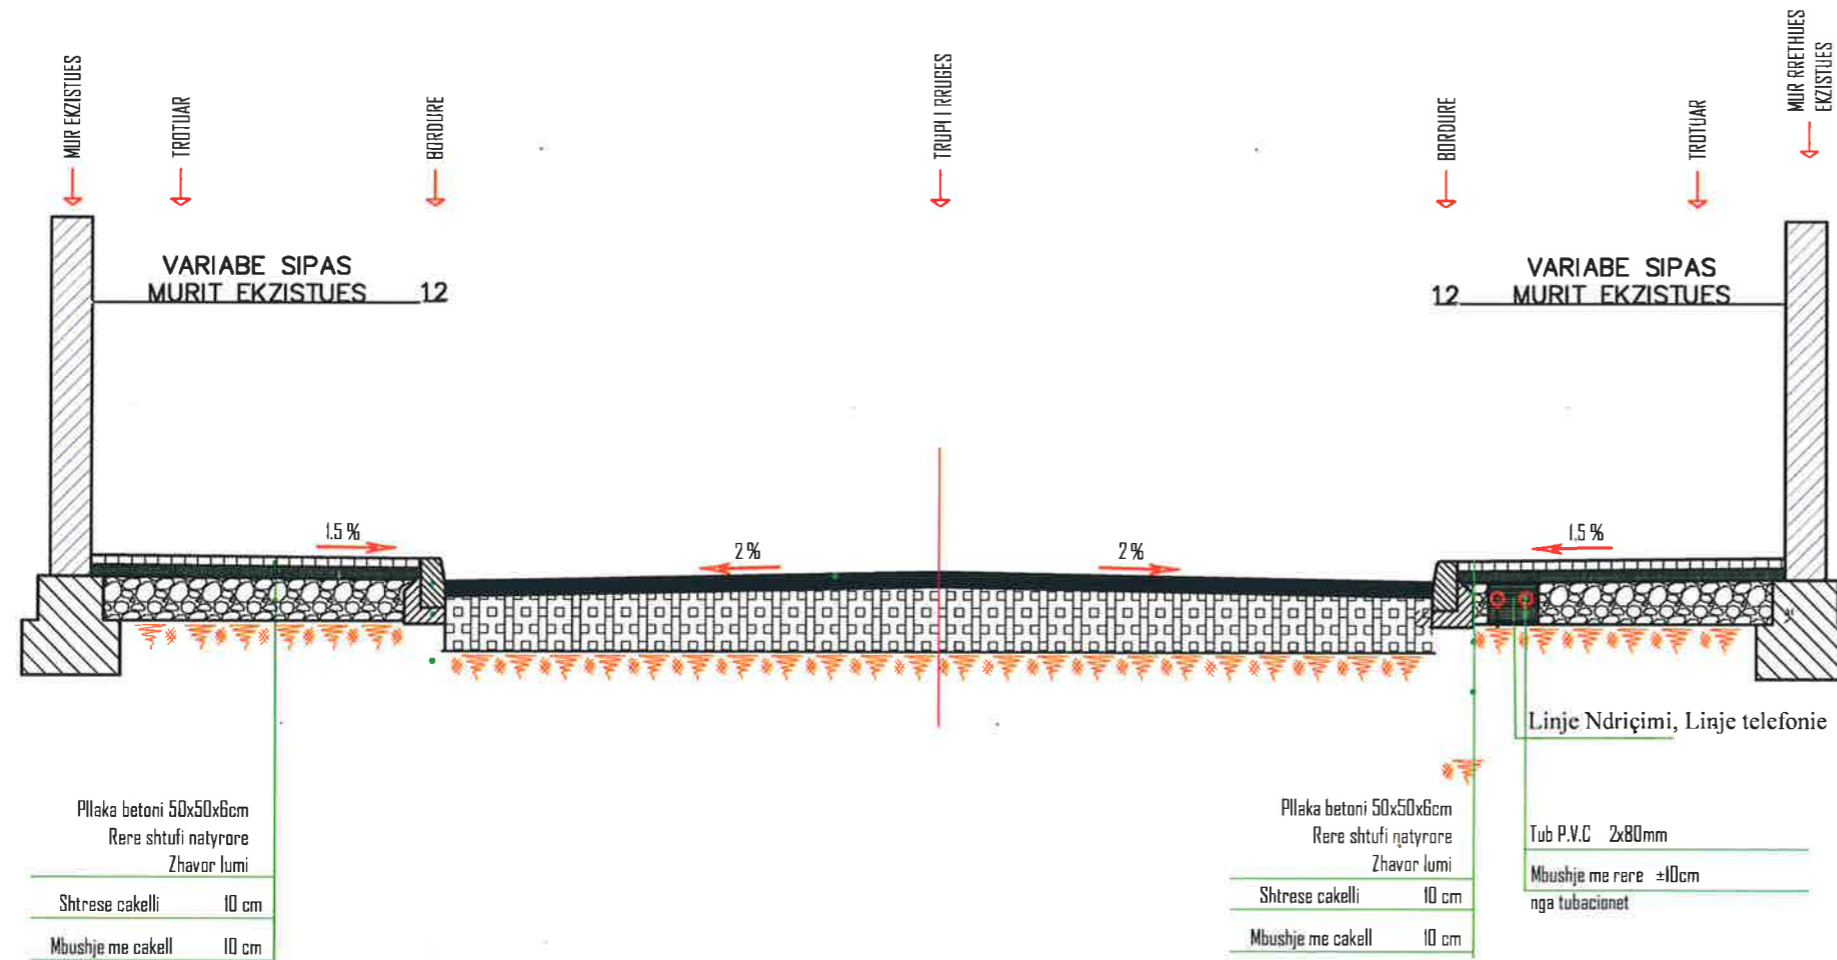 MUR EKZISTUES
TROTUAR
BORDURE
TRUPI I RRUGES
BORDURE
TROTUAR
MUR RRETHUES
EKZISTUES
VARIABE SIPAS
MURIT EKZISTUES
12
VARIABE SIPAS
12 MURIT EKZISTUES
1.5 %
2 %
2 %
1.5 %
Linje Ndriçimi, Linje telefonie
Pllaka betoni 50x50x6cm
Rere shtufi natyrore
Zhavor lumi
Shtrese cakelli 10 cm
Mbushje me cakell 10 cm
Pllaka betoni 50x50x6cm
Rere shtufi natyrore
Zhavor lumi
Shtrese cakelli 10 cm
Mbushje me cakell 10 cm
Tub P.V.C 2x80mm
Mbushje me rere ±10cm
nga tubacionet